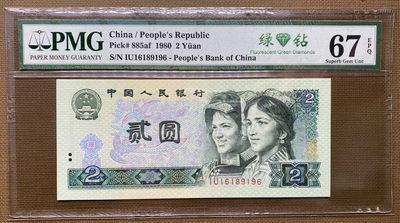 PMG
PAPER MONEY GUARANTY
China / People's Republic
Pick# 885af 1980 2 Yüan
S/N IU16189196 - People's Bank of China
绿钻
Fluorescent Green Diamonds
67 EPQ
Superb Gem Unc
中国人民银行
贰圆
2
IU16189196
2
2